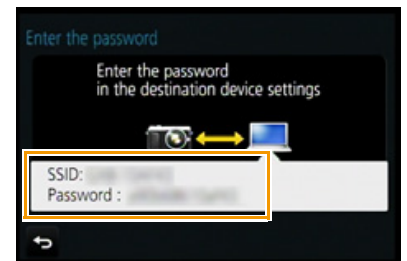 Enter the password
Enter the password
in the destination device settings
SSID:
Password :